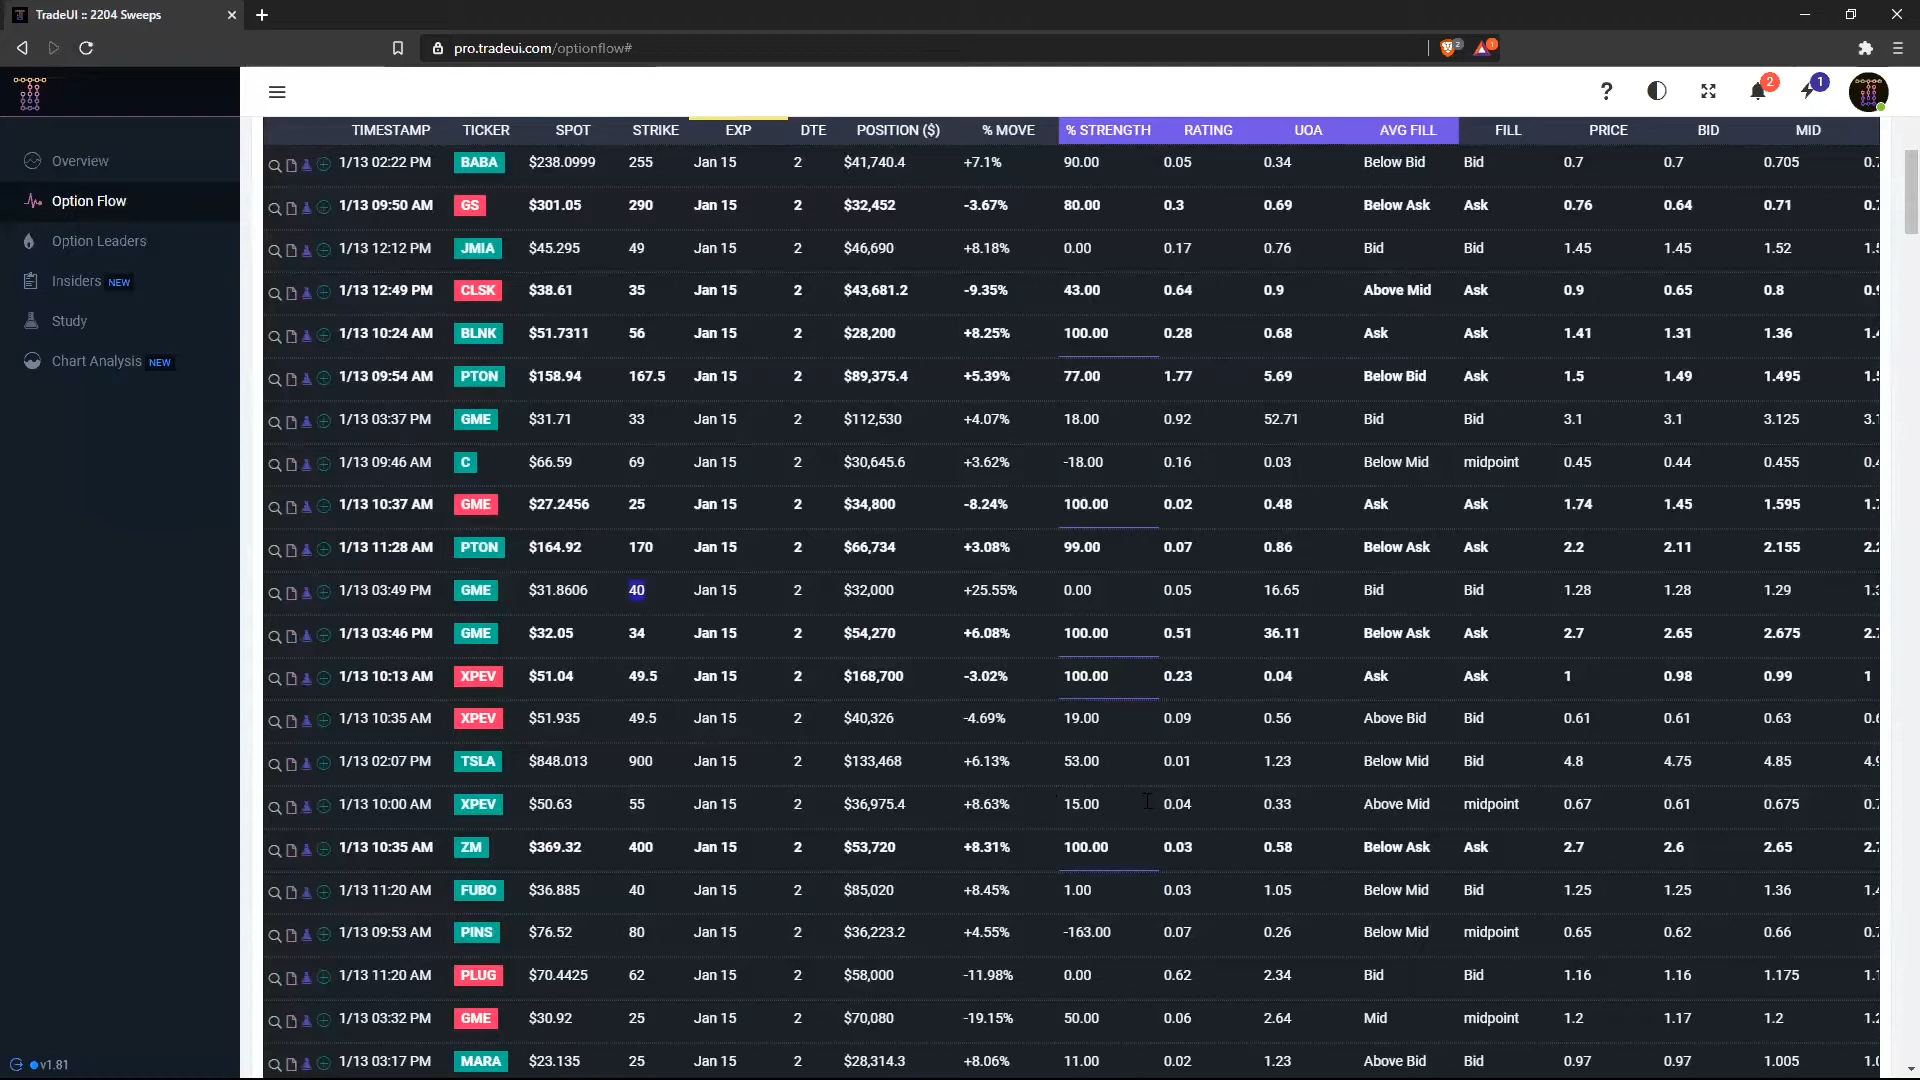 TradeUI :: 2204 Sweeps
pro.tradeui.com/optionflow#
2 1
2 1
Overview
Option Flow
Option Leaders
Insiders NEW
Study
Chart Analysis NEW
v1.81
TIMESTAMP TICKER SPOT STRIKE EXP DTE POSITION ($) % MOVE % STRENGTH RATING UOA AVG FILL FILL PRICE BID MID
1/13 02:22 PM BABA $238.0999 255 Jan 15 2 $41,740.4 +7.1% 90.00 0.05 0.34 Below Bid Bid 0.7 0.7 0.705
1/13 09:50 AM GS $301.05 290 Jan 15 2 $32,452 -3.67% 80.00 0.3 0.69 Below Ask Ask 0.76 0.64 0.71
1/13 12:12 PM JMIA $45.295 49 Jan 15 2 $46,690 +8.18% 0.00 0.17 0.76 Bid Bid 1.45 1.45 1.52
1/13 12:49 PM CLSK $38.61 35 Jan 15 2 $43,681.2 -9.35% 43.00 0.64 0.9 Above Mid Ask 0.9 0.65 0.8
1/13 10:24 AM BLNK $51.7311 56 Jan 15 2 $28,200 +8.25% 100.00 0.28 0.68 Ask Ask 1.41 1.31 1.36
1/13 09:54 AM PTON $158.94 167.5 Jan 15 2 $89,375.4 +5.39% 77.00 1.77 5.69 Below Bid Ask 1.5 1.49 1.495
1/13 03:37 PM GME $31.71 33 Jan 15 2 $112,530 +4.07% 18.00 0.92 52.71 Bid Bid 3.1 3.1 3.125
1/13 09:46 AM C $66.59 69 Jan 15 2 $30,645.6 +3.62% -18.00 0.16 0.03 Below Mid midpoint 0.45 0.44 0.455
1/13 10:37 AM GME $27.2456 25 Jan 15 2 $34,800 -8.24% 100.00 0.02 0.48 Ask Ask 1.74 1.45 1.595
1/13 11:28 AM PTON $164.92 170 Jan 15 2 $66,734 +3.08% 99.00 0.07 0.86 Below Ask Ask 2.2 2.11 2.155
1/13 03:49 PM GME $31.8606 40 Jan 15 2 $32,000 +25.55% 0.00 0.05 16.65 Bid Bid 1.28 1.28 1.29
1/13 03:46 PM GME $32.05 34 Jan 15 2 $54,270 +6.08% 100.00 0.51 36.11 Below Ask Ask 2.7 2.65 2.675
1/13 10:13 AM XPEV $51.04 49.5 Jan 15 2 $168,700 -3.02% 100.00 0.23 0.04 Ask Ask 1 0.98 0.99 1
1/13 10:35 AM XPEV $51.935 49.5 Jan 15 2 $40,326 -4.69% 19.00 0.09 0.56 Above Bid Bid 0.61 0.61 0.63
1/13 02:07 PM TSLA $848.013 900 Jan 15 2 $133,468 +6.13% 53.00 0.01 1.23 Below Mid Bid 4.8 4.75 4.85
1/13 10:00 AM XPEV $50.63 55 Jan 15 2 $36,975.4 +8.63% 15.00 0.04 0.33 Above Mid midpoint 0.67 0.61 0.675
1/13 10:35 AM ZM $369.32 400 Jan 15 2 $53,720 +8.31% 100.00 0.03 0.58 Below Ask Ask 2.7 2.6 2.65
1/13 11:20 AM FUBO $36.885 40 Jan 15 2 $85,020 +8.45% 1.00 0.03 1.05 Below Mid Bid 1.25 1.25 1.36
1/13 09:53 AM PINS $76.52 80 Jan 15 2 $36,223.2 +4.55% -163.00 0.07 0.26 Below Mid midpoint 0.65 0.62 0.66
1/13 11:20 AM PLUG $70.4425 62 Jan 15 2 $58,000 -11.98% 0.00 0.62 2.34 Bid Bid 1.16 1.16 1.175
1/13 03:32 PM GME $30.92 25 Jan 15 2 $70,080 -19.15% 50.00 0.06 2.64 Mid midpoint 1.2 1.17 1.2
1/13 03:17 PM MARA $23.135 25 Jan 15 2 $28,314.3 +8.06% 11.00 0.02 1.23 Above Bid Bid 0.97 0.97 1.005